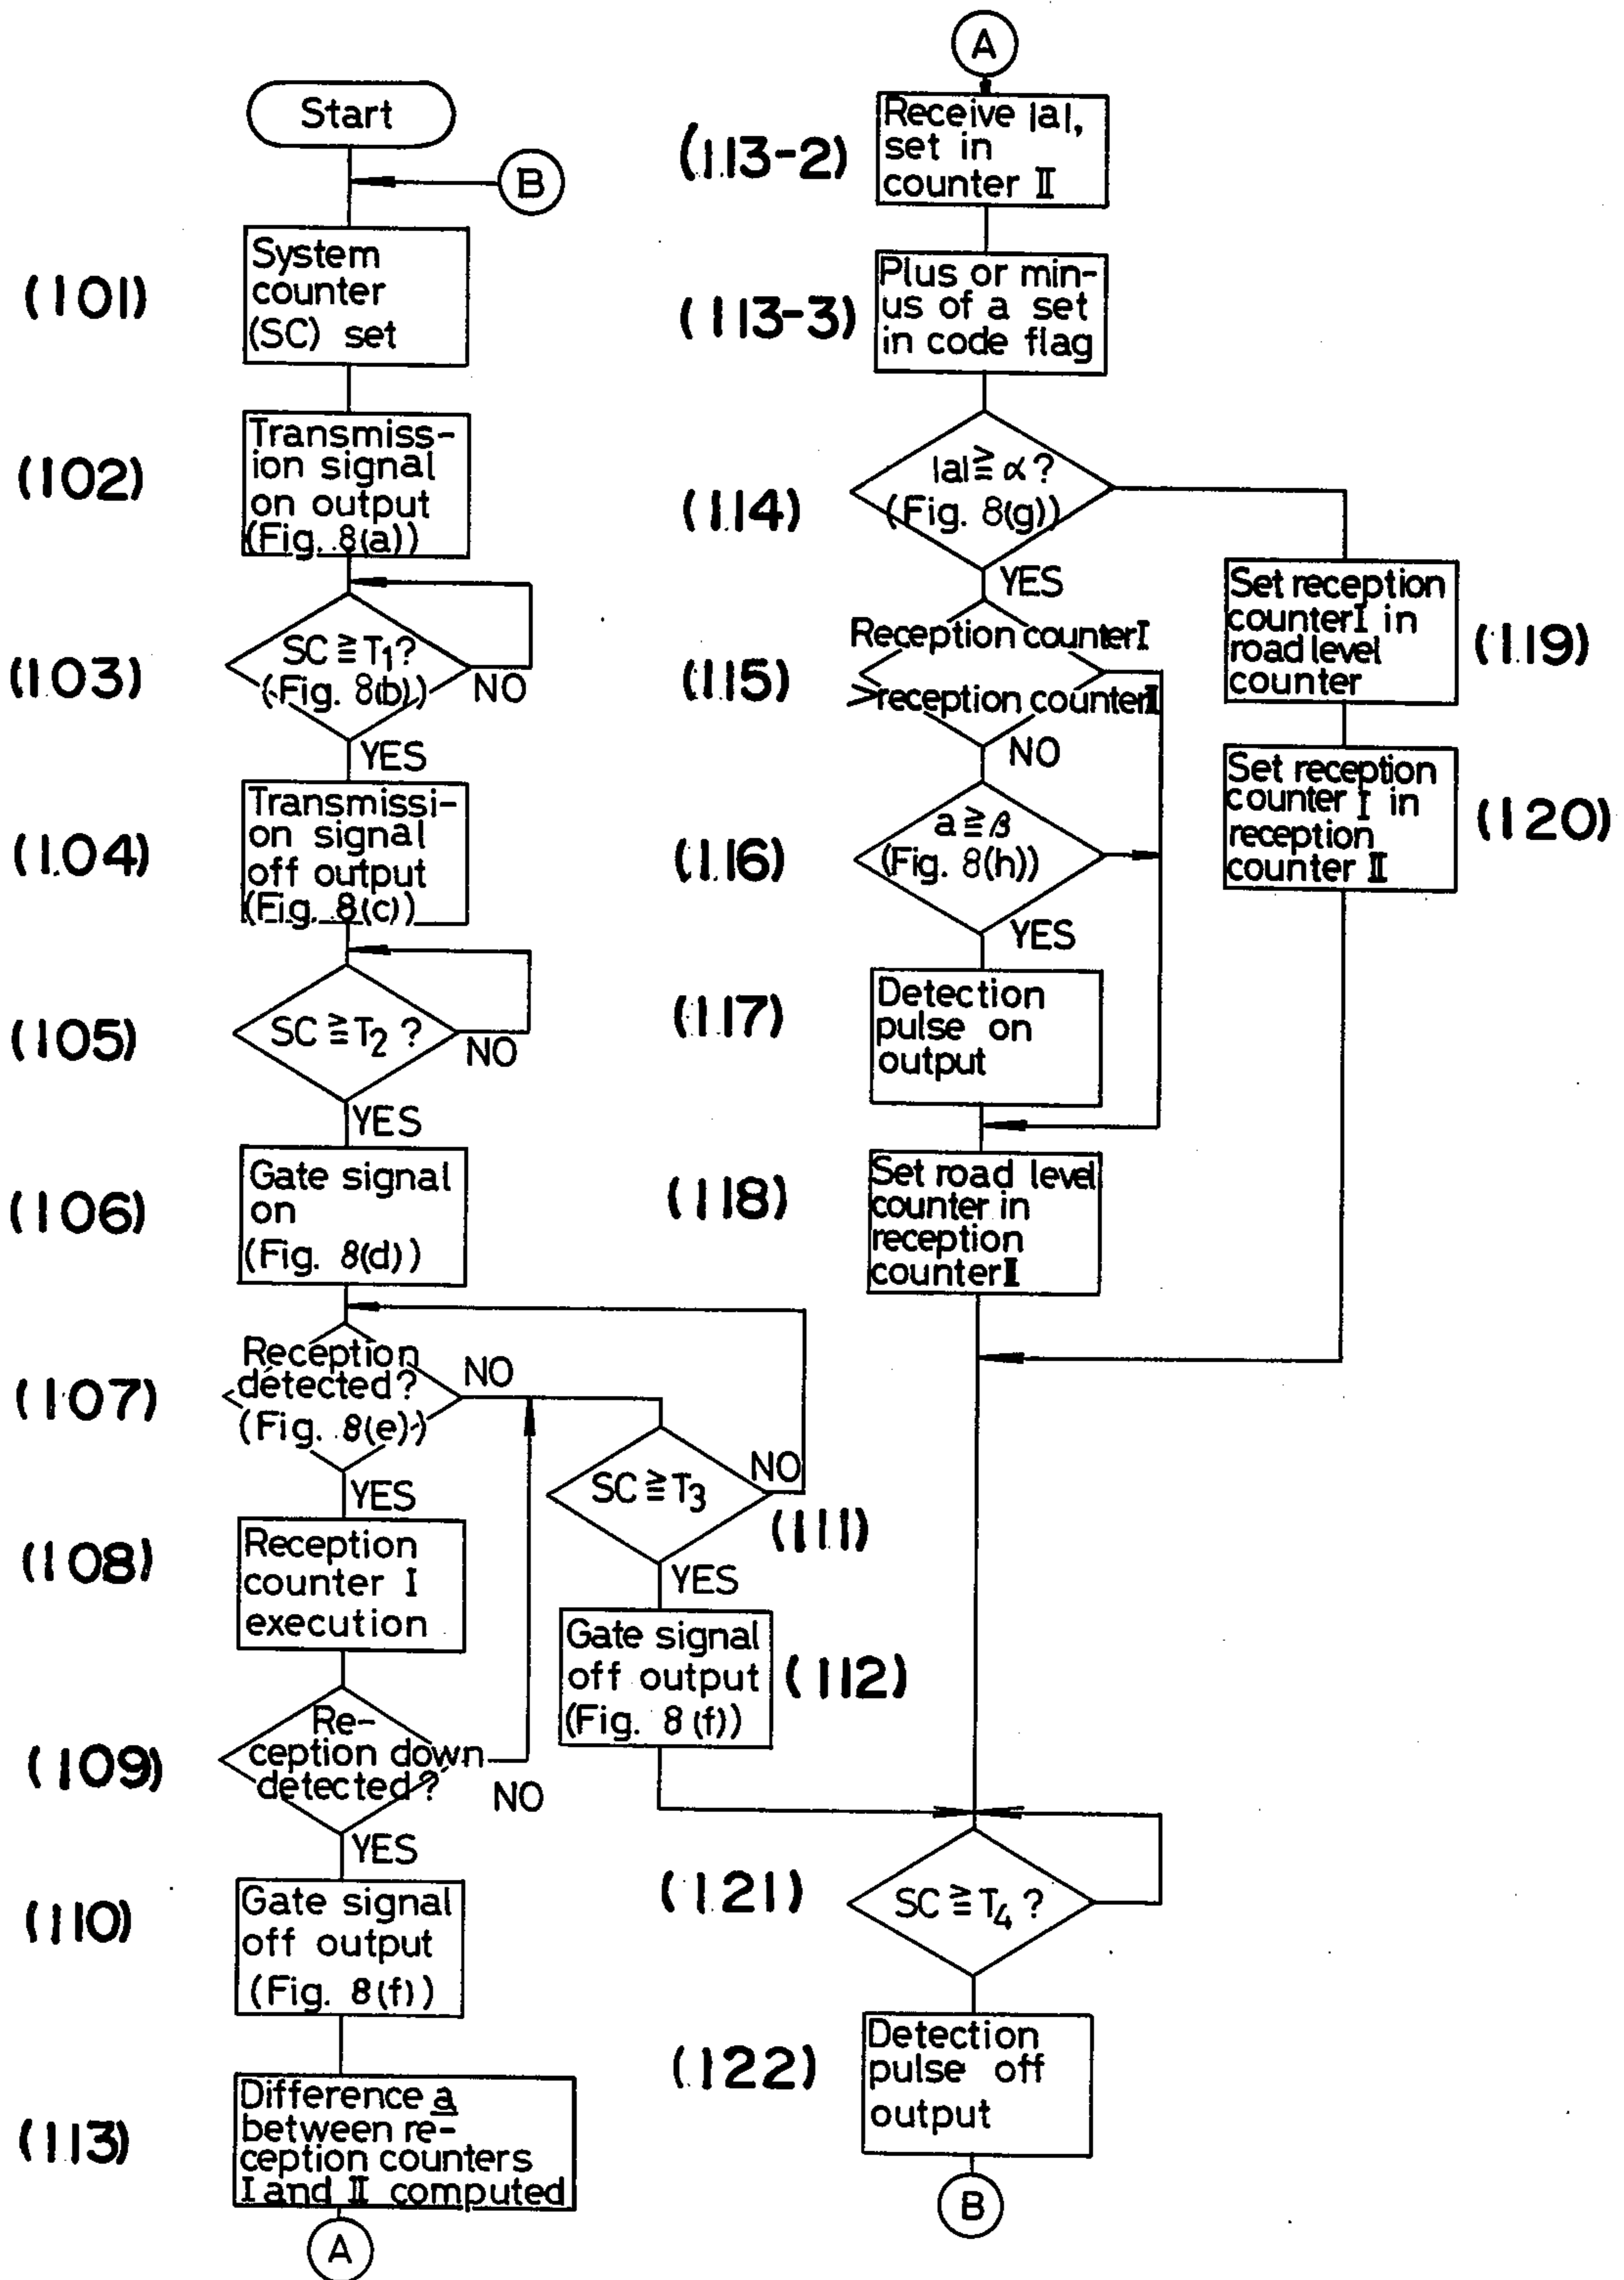 Start
B
(101)
System
counter
(SC) set
(102)
Transmiss-
ion signal
on output
(Fig. 8(a))
(103)
SC ≧ T1?
(Fig. 8(b))
NO
YES
(104)
Transmissi-
on signal
off output
(Fig. 8(c))
(105)
SC ≧ T2 ?
NO
YES
(106)
Gate signal
on
(Fig. 8(d))
(107)
Reception
detected?
(Fig. 8(e))
NO
YES
(108)
Reception
counter I
execution
(109)
Re-
ception down
detected?
NO
YES
(110)
Gate signal
off output
(Fig. 8(f))
(113)
Difference a
between re-
ception counters
I and II computed
A
SC ≧ T3
NO
(111)
YES
Gate signal
off output
(Fig. 8(f))
(112)
A
(113-2)
Receive |a|,
set in
counter II
(113-3)
Plus or min-
us of a set
in code flag
(114)
|a| ≧ α ?
(Fig. 8(g))
YES
(115)
Reception counter I
>reception counter II
NO
(116)
a ≧ β
(Fig. 8(h))
YES
(117)
Detection
pulse on
output
(118)
Set road level
counter in
reception
counter II
Set reception
counter I in
road level
counter
(119)
Set reception
counter I in
reception
counter II
(120)
(121)
SC ≧ T4 ?
(122)
Detection
pulse off
output
B